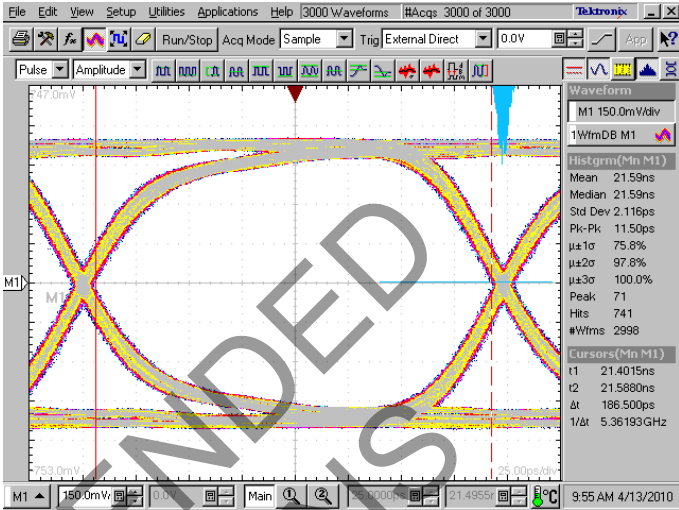 File Edit View Setup Utilities Applications Help 3000 Waveforms #Acqs 3000 of 3000 Tektronix
Run/Stop Acq Mode Sample Trig External Direct 0.0V App
Pulse Amplitude
747.0mV
Waveform
M1 150.0mV/div
1WfmDB M1
Histgrm(Mn M1)
Mean 21.59ns
Median 21.59ns
Std Dev 2.116ps
Pk-Pk 11.50ps
µ±1σ 75.8%
µ±2σ 97.8%
µ±3σ 100.0%
Peak 71
Hits 741
#Wfms 2998
Cursors(Mn M1)
t1 21.4015ns
t2 21.5880ns
Δt 186.500ps
1/Δt 5.36193GHz
M1
M1
ENDED
NS
-753.0mV 25.00ps/div
M1 150.0mV/ 0.0V Main 1 2 25.0000ps 21.4955n °C 9:55 AM 4/13/2010